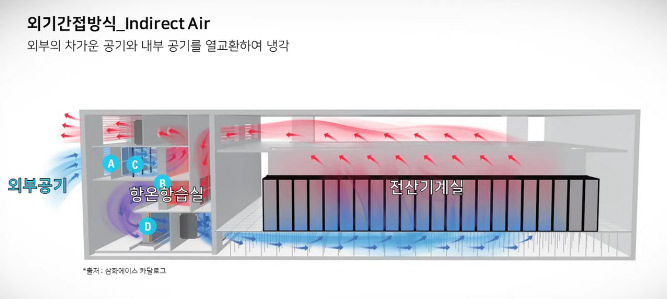 외기간접방식_Indirect Air
외부의 차가운 공기와 내부 공기를 열교환하여 냉각
A
C
외부공기
B
항온항습실
전산기계실
D
*출처 : 삼화에이스 카달로그